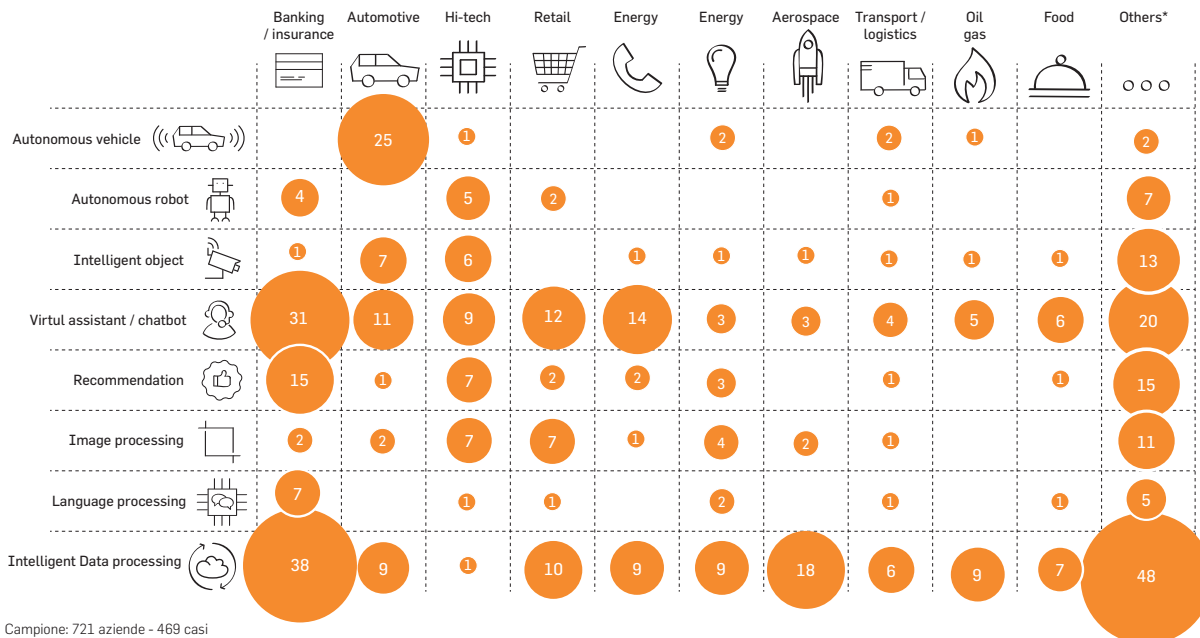 Banking / insurance
Automotive
Hi-tech
Retail
Energy
Energy
Aerospace
Transport / logistics
Oil gas
Food
Others*
Autonomous vehicle 25 1 2 2 1 2
Autonomous robot 4 5 2 1 7
Intelligent object 1 7 6 1 1 1 1 1 1 13
Virtul assistant / chatbot 31 11 9 12 14 3 3 4 5 6 20
Recommendation 15 1 7 2 2 3 1 1 15
Image processing 2 2 7 7 1 4 2 1 11
Language processing 7 1 1 2 1 1 5
Intelligent Data processing 38 9 1 10 9 9 18 6 9 7 48
Campione: 721 aziende - 469 casi